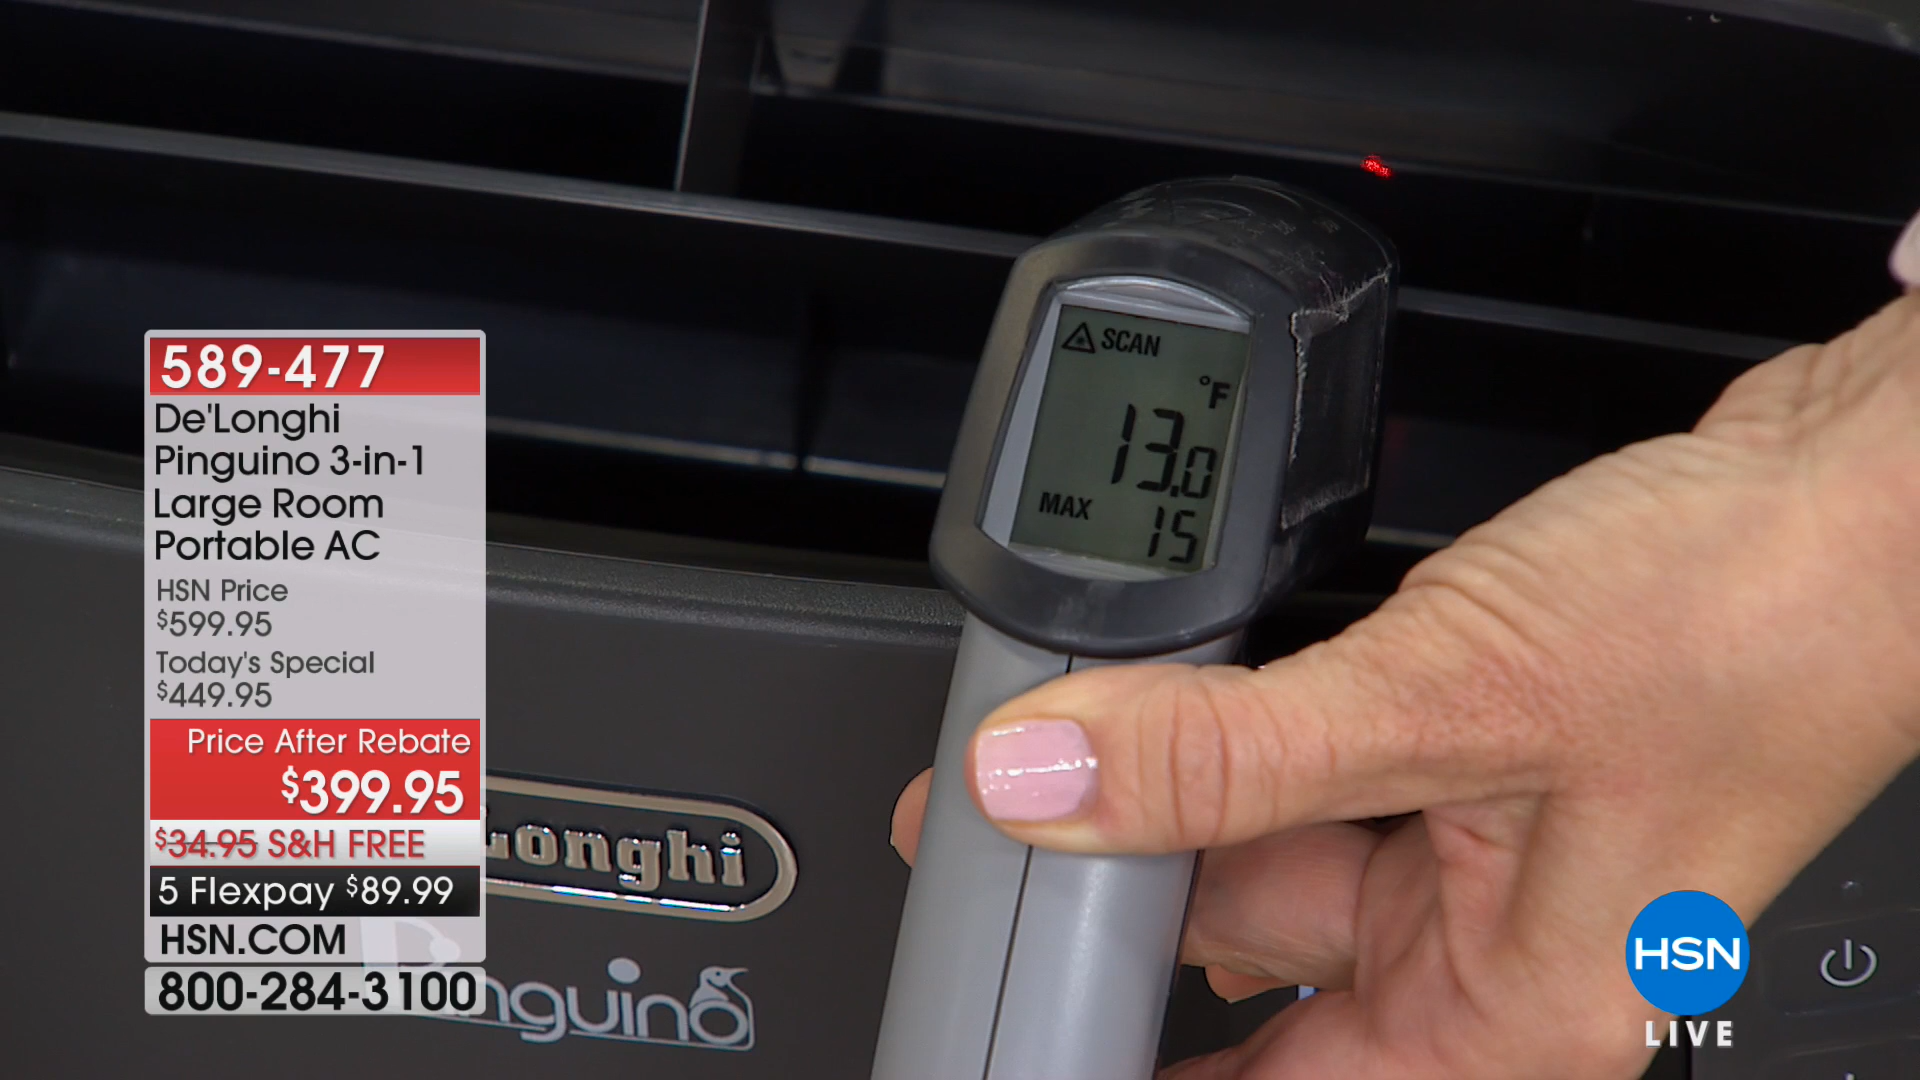 589-477
De'Longhi
Pinguino 3-in-1
Large Room
Portable AC
HSN Price
$599.95
Today's Special
$449.95
Price After Rebate
$399.95
$34.95 S&H FREE
5 Flexpay $89.99
HSN.COM
800-284-3100
SCAN
°F
13.0
MAX 15
Longhi
Pinguino
HSN
LIVE